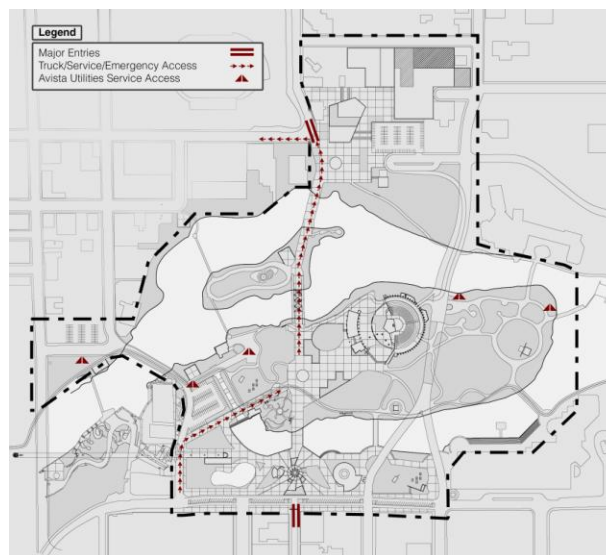 Legend
Major Entries
Truck/Service/Emergency Access
Avista Utilities Service Access